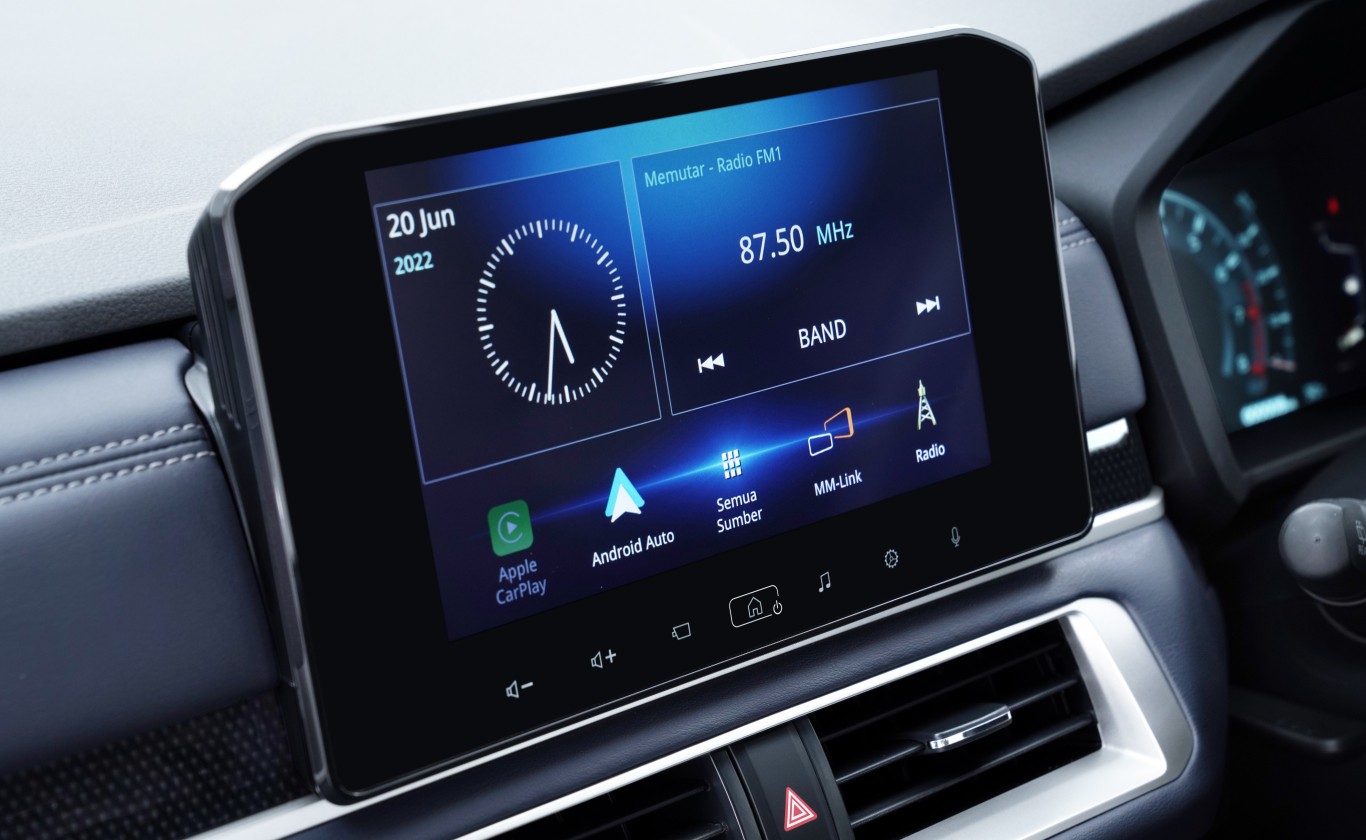 20 Jun
2022
Memutar - Radio FM1
87.50 MHz
BAND
Apple
CarPlay
Android Auto
Semua
Sumber
MM-Link
Radio